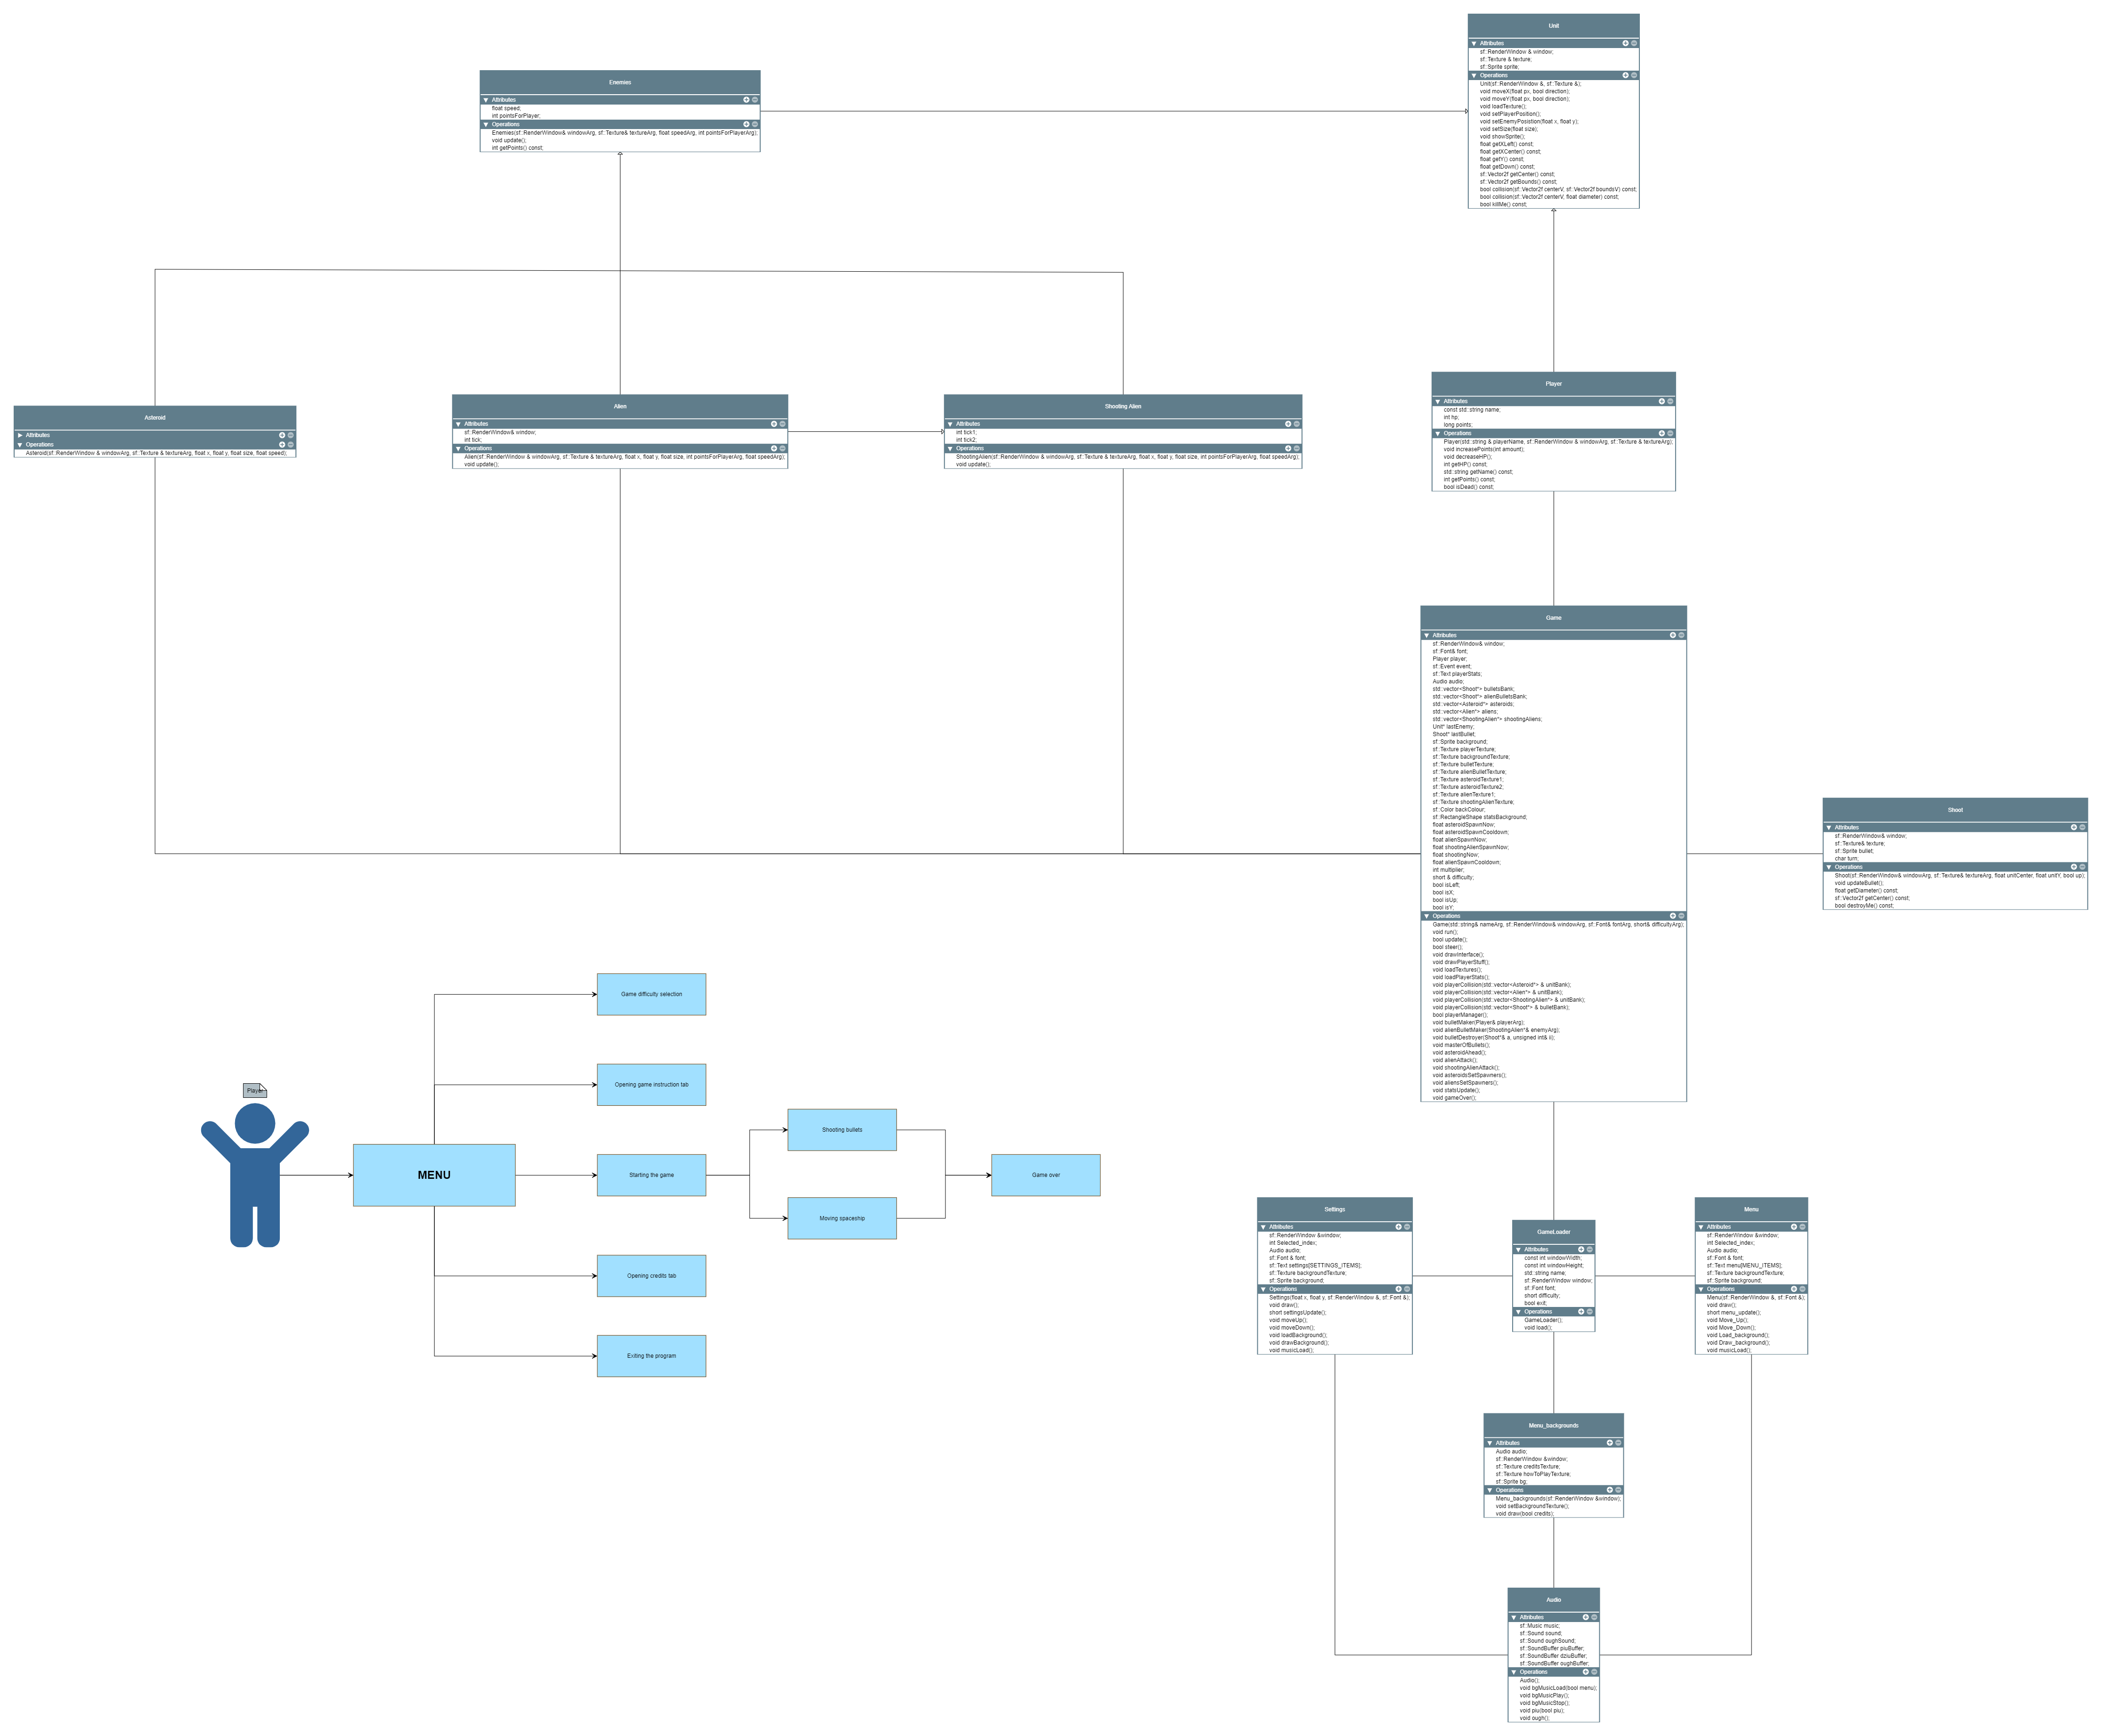 Unit
Attributes
sf::RenderWindow & window;
sf::Texture & texture;
sf::Sprite sprite;
Operations
Unit(sf::RenderWindow &, sf::Texture &);
void moveX(float px, bool direction);
void moveY(float px, bool direction);
void loadTexture();
void setPlayerPosition();
void setEnemyPosistion(float x, float y);
void setSize(float size);
void showSprite();
float getXLeft() const;
float getXCenter() const;
float getY() const;
float getDown() const;
sf::Vector2f getCenter() const;
sf::Vector2f getBounds() const;
bool collision(sf::Vector2f centerV, sf::Vector2f boundsV) const;
bool collision(sf::Vector2f centerV, float diameter) const;
bool killMe() const;
Enemies
Attributes
float speed;
int pointsForPlayer;
Operations
Enemies(sf::RenderWindow& windowArg, sf::Texture& textureArg, float speedArg, int pointsForPlayerArg);
void update();
int getPoints() const;
Asteroid
Attributes
Operations
Asteroid(sf::RenderWindow & windowArg, sf::Texture & textureArg, float x, float y, float size, float speed);
Alien
Attributes
sf::RenderWindow& window;
int tick;
Operations
Alien(sf::RenderWindow & windowArg, sf::Texture & textureArg, float x, float y, float size, int pointsForPlayerArg, float speedArg);
void update();
Shooting Alien
Attributes
int tick1;
int tick2;
Operations
ShootingAlien(sf::RenderWindow & windowArg, sf::Texture & textureArg, float x, float y, float size, int pointsForPlayerArg, float speedArg);
void update();
Player
Attributes
const std::string name;
int hp;
long points;
Operations
Player(std::string & playerName, sf::RenderWindow & windowArg, sf::Texture & textureArg);
void increasePoints(int amount);
void decreaseHP();
int getHP() const;
std::string getName() const;
int getPoints() const;
bool isDead() const;
Game
Attributes
sf::RenderWindow& window;
sf::Font& font;
Player player;
sf::Event event;
sf::Text playerStats;
Audio audio;
std::vector<Shoot*> bulletsBank;
std::vector<Shoot*> alienBulletsBank;
std::vector<Asteroid*> asteroids;
std::vector<Alien*> aliens;
std::vector<ShootingAlien*> shootingAliens;
Unit* lastEnemy;
Shoot* lastBullet;
sf::Sprite background;
sf::Texture playerTexture;
sf::Texture backgroundTexture;
sf::Texture bulletTexture;
sf::Texture alienBulletTexture;
sf::Texture asteroidTexture1;
sf::Texture asteroidTexture2;
sf::Texture alienTexture1;
sf::Texture shootingAlienTexture;
sf::Color backColour;
sf::RectangleShape statsBackground;
float asteroidSpawnNow;
float asteroidSpawnCooldown;
float alienSpawnNow;
float shootingAlienSpawnNow;
float shootingNow;
float alienSpawnCooldown;
int multiplier;
short & difficulty;
bool isLeft;
bool isX;
bool isUp;
bool isY;
Operations
Game(std::string& nameArg, sf::RenderWindow& windowArg, sf::Font& fontArg, short& difficultyArg);
void run();
bool update();
bool steer();
void drawInterface();
void drawPlayerStuff();
void loadTextures();
void loadPlayerStats();
void playerCollision(std::vector<Asteroid*> & unitBank);
void playerCollision(std::vector<Alien*> & unitBank);
void playerCollision(std::vector<ShootingAlien*> & unitBank);
void playerCollision(std::vector<Shoot*> & bulletBank);
bool playerManager();
void bulletMaker(Player& playerArg);
void alienBulletMaker(ShootingAlien*& enemyArg);
void bulletDestroyer(Shoot*& a, unsigned int& ii);
void masterOfBullets();
void asteroidAhead();
void alienAttack();
void shootingAlienAttack();
void asteroidsSetSpawners();
void aliensSetSpawners();
void statsUpdate();
void gameOver();
Shoot
Attributes
sf::RenderWindow& window;
sf::Texture& texture;
sf::Sprite bullet;
char turn;
Operations
Shoot(sf::RenderWindow& windowArg, sf::Texture& textureArg, float unitCenter, float unitY, bool up);
void updateBullet();
float getDiameter() const;
sf::Vector2f getCenter() const;
bool destroyMe() const;
Player
MENU
Game difficulty selection
Opening game instruction tab
Starting the game
Opening credits tab
Exiting the program
Shooting bullets
Moving spaceship
Game over
Settings
Attributes
sf::RenderWindow &window;
int Selected_index;
Audio audio;
sf::Font & font;
sf::Text settings[SETTINGS_ITEMS];
sf::Texture backgroundTexture;
sf::Sprite background;
Operations
Settings(float x, float y, sf::RenderWindow &, sf::Font &);
void draw();
short settingsUpdate();
void moveUp();
void moveDown();
void loadBackground();
void drawBackground();
void musicLoad();
GameLoader
Attributes
const int windowWidth;
const int windowHeight;
std::string name;
sf::RenderWindow window;
sf::Font font;
short difficulty;
bool exit;
Operations
GameLoader();
void load();
Menu
Attributes
sf::RenderWindow &window;
int Selected_index;
Audio audio;
sf::Font & font;
sf::Text menu[MENU_ITEMS];
sf::Texture backgroundTexture;
sf::Sprite background;
Operations
Menu(sf::RenderWindow &, sf::Font &);
void draw();
short menu_update();
void Move_Up();
void Move_Down();
void Load_background();
void Draw_background();
void musicLoad();
Menu_backgrounds
Attributes
Audio audio;
sf::RenderWindow &window;
sf::Texture creditsTexture;
sf::Texture howToPlayTexture;
sf::Sprite bg;
Operations
Menu_backgrounds(sf::RenderWindow &window);
void setBackgroundTexture();
void draw(bool credits);
Audio
Attributes
sf::Music music;
sf::Sound sound;
sf::Sound oughSound;
sf::SoundBuffer piuBuffer;
sf::SoundBuffer dziuBuffer;
sf::SoundBuffer oughBuffer;
Operations
Audio();
void bgMusicLoad(bool menu);
void bgMusicPlay();
void bgMusicStop();
void piu(bool piu);
void ough();